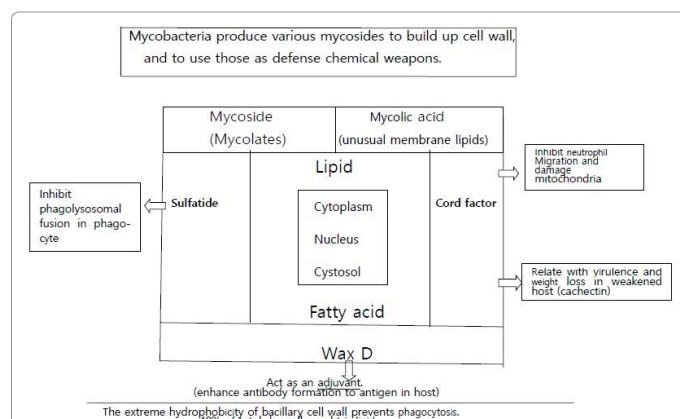 Mycobacteria produce various mycosides to build up cell wall,
and to use those as defense chemical weapons.
Mycoside
(Mycolates)
Mycolic acid
(unusual membrane lipids)
Lipid
Inhibit neutrophil
Migration and
damage
mitochondria
Inhibit
phagolysosomal
fusion in phago-
cyte
Sulfatide
Cytoplasm
Nucleus
Cystosol
Cord factor
Relate with virulence and
weight loss in weakened
host (cachectin)
Fatty acid
Wax D
Act as an adjuvant.
(enhance antibody formation to antigen in host)
The extreme hydrophobicity of bacillary cell wall prevents phagocytosis.